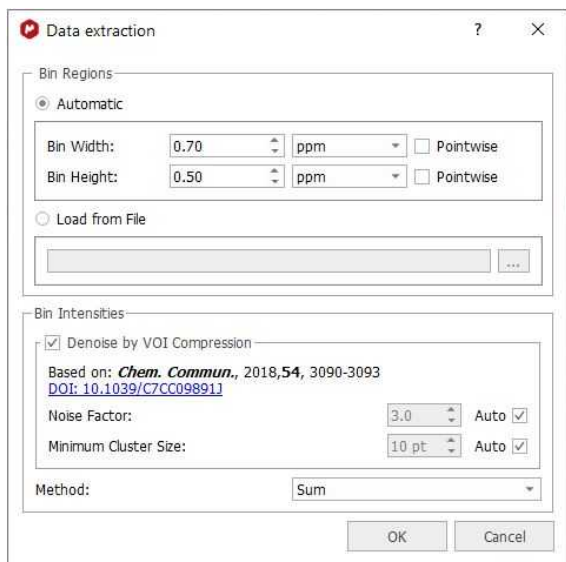 Data extraction ?
Bin Regions
Automatic
Bin Width: 0.70 ppm Pointwise
Bin Height: 0.50 ppm Pointwise
Load from File
...
Bin Intensities
Denoise by VOI Compression
Based on: Chem. Commun., 2018,54, 3090-3093
DOI: 10.1039/C7CC09891J
Noise Factor: 3.0 Auto
Minimum Cluster Size: 10 pt Auto
Method: Sum
OK Cancel